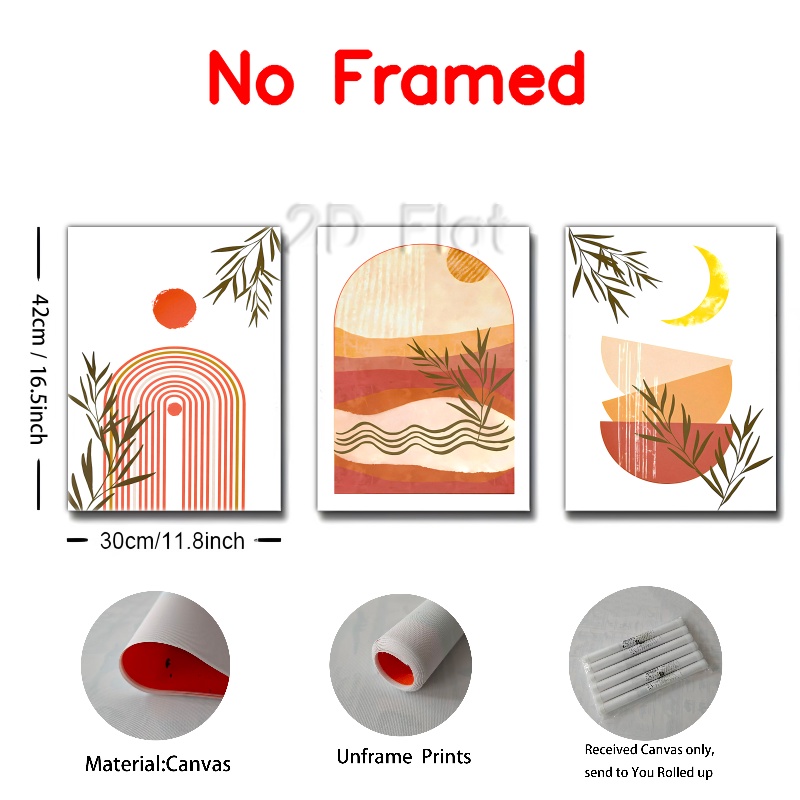 No Framed
2D Flat
42cm / 16.5inch
30cm/11.8inch
Material:Canvas
Unframe Prints
Received Canvas only,
send to You Rolled up